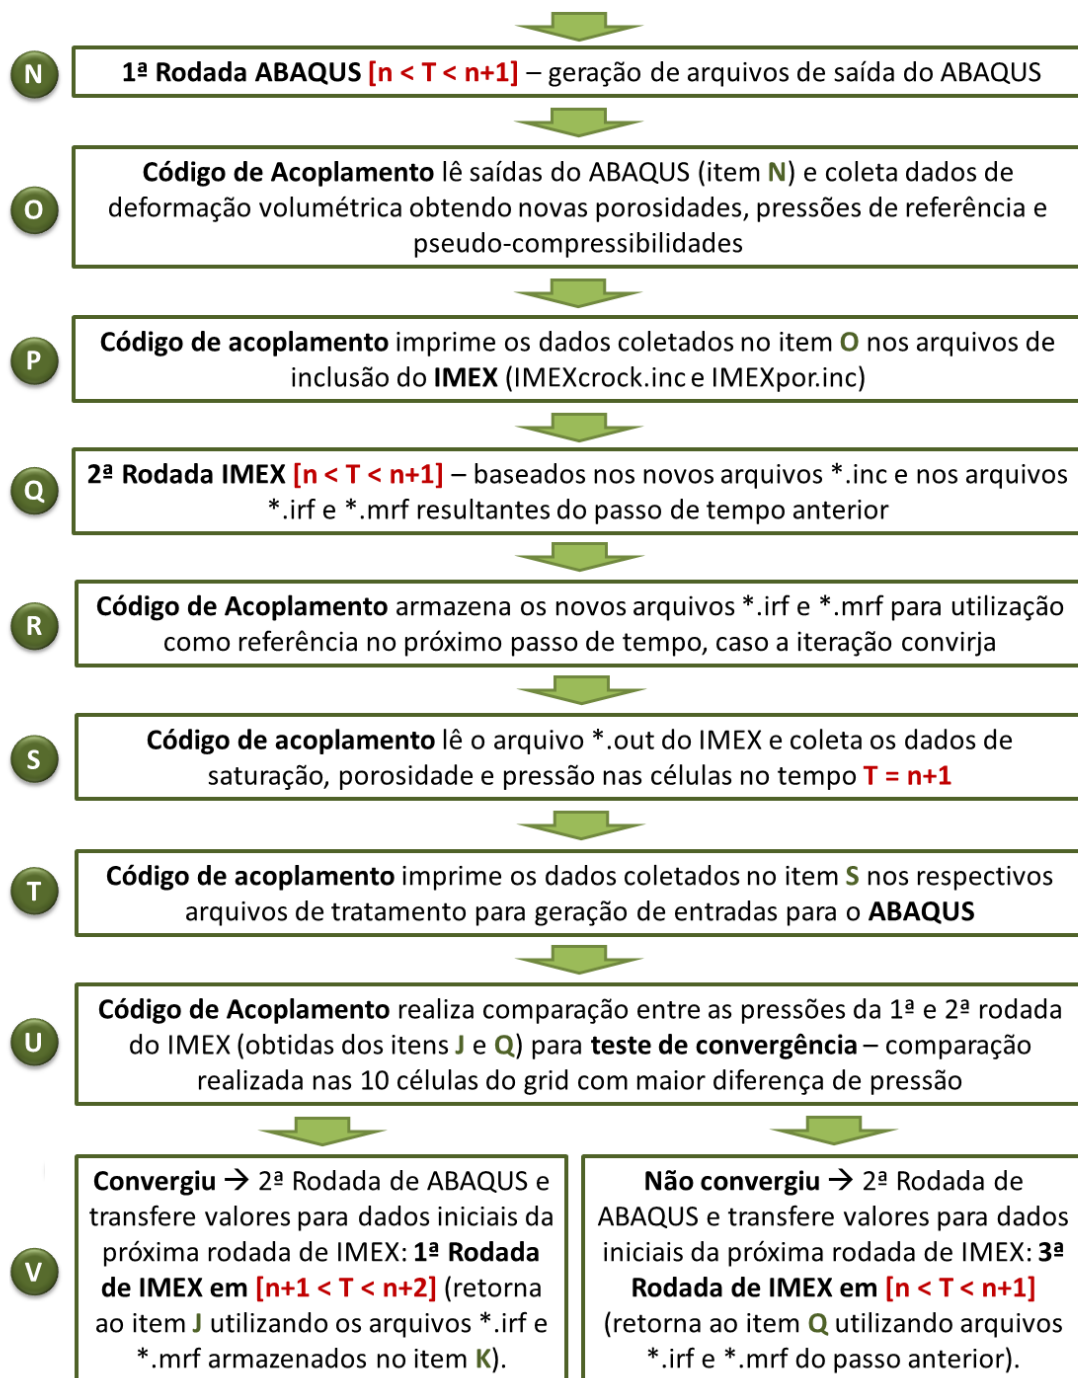 N
1ª Rodada ABAQUS [n < T < n+1] – geração de arquivos de saída do ABAQUS
O
Código de Acoplamento lê saídas do ABAQUS (item N) e coleta dados de
deformação volumétrica obtendo novas porosidades, pressões de referência e
pseudo-compressibilidades
P
Código de acoplamento imprime os dados coletados no item O nos arquivos de
inclusão do IMEX (IMEXcrock.inc e IMEXpor.inc)
Q
2ª Rodada IMEX [n < T < n+1] – baseados nos novos arquivos *.inc e nos arquivos
*.irf e *.mrf resultantes do passo de tempo anterior
R
Código de Acoplamento armazena os novos arquivos *.irf e *.mrf para utilização
como referência no próximo passo de tempo, caso a iteração convirja
S
Código de acoplamento lê o arquivo *.out do IMEX e coleta os dados de
saturação, porosidade e pressão nas células no tempo T = n+1
T
Código de acoplamento imprime os dados coletados no item S nos respectivos
arquivos de tratamento para geração de entradas para o ABAQUS
U
Código de Acoplamento realiza comparação entre as pressões da 1ª e 2ª rodada
do IMEX (obtidas dos itens J e Q) para teste de convergência – comparação
realizada nas 10 células do grid com maior diferença de pressão
V
Convergiu → 2ª Rodada de ABAQUS e
transfere valores para dados iniciais da
próxima rodada de IMEX: 1ª Rodada
de IMEX em [n+1 < T < n+2] (retorna
ao item J utilizando os arquivos *.irf e
*.mrf armazenados no item K).
Não convergiu → 2ª Rodada de
ABAQUS e transfere valores para dados
iniciais da próxima rodada de IMEX: 3ª
Rodada de IMEX em [n < T < n+1]
(retorna ao item Q utilizando arquivos
*.irf e *.mrf do passo anterior).